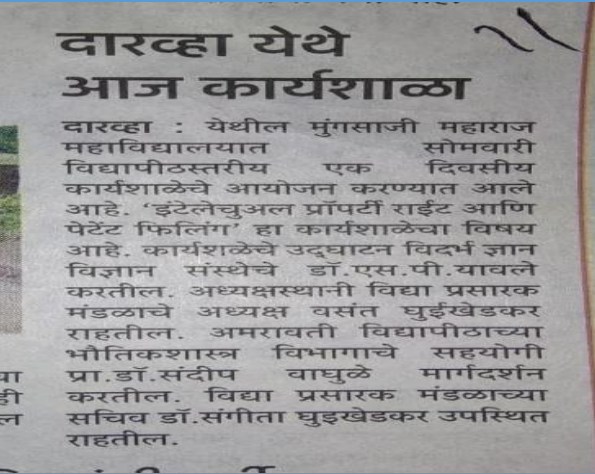 दारव्हा येथे
आज कार्यशाळा
दारव्हा : येथील मुंगसाजी महाराज
महाविद्यालयात सोमवारी
विद्यापीठस्तरीय एक दिवसीय
कार्यशाळेचे आयोजन करण्यात आले
आहे. ‘इंटेलेचुअल प्रॉपर्टी राईट आणि
पेटेंट फिलिंग’ हा कार्यशाळेचा विषय
आहे. कार्यशळेचे उद्घाटन विदर्भ ज्ञान
विज्ञान संस्थेचे डॉ.एस.पी.यावले
करतील. अध्यक्षस्थानी विद्या प्रसारक
मंडळाचे अध्यक्ष वसंत घुईखेडकर
राहतील. अमरावती विद्यापीठाच्या
भौतिकशास्त्र विभागाचे सहयोगी
प्रा.डॉ.संदीप वाघुळे मार्गदर्शन
करतील. विद्या प्रसारक मंडळाच्या
सचिव डॉ.संगीता घुइखेडकर उपस्थित
राहतील.